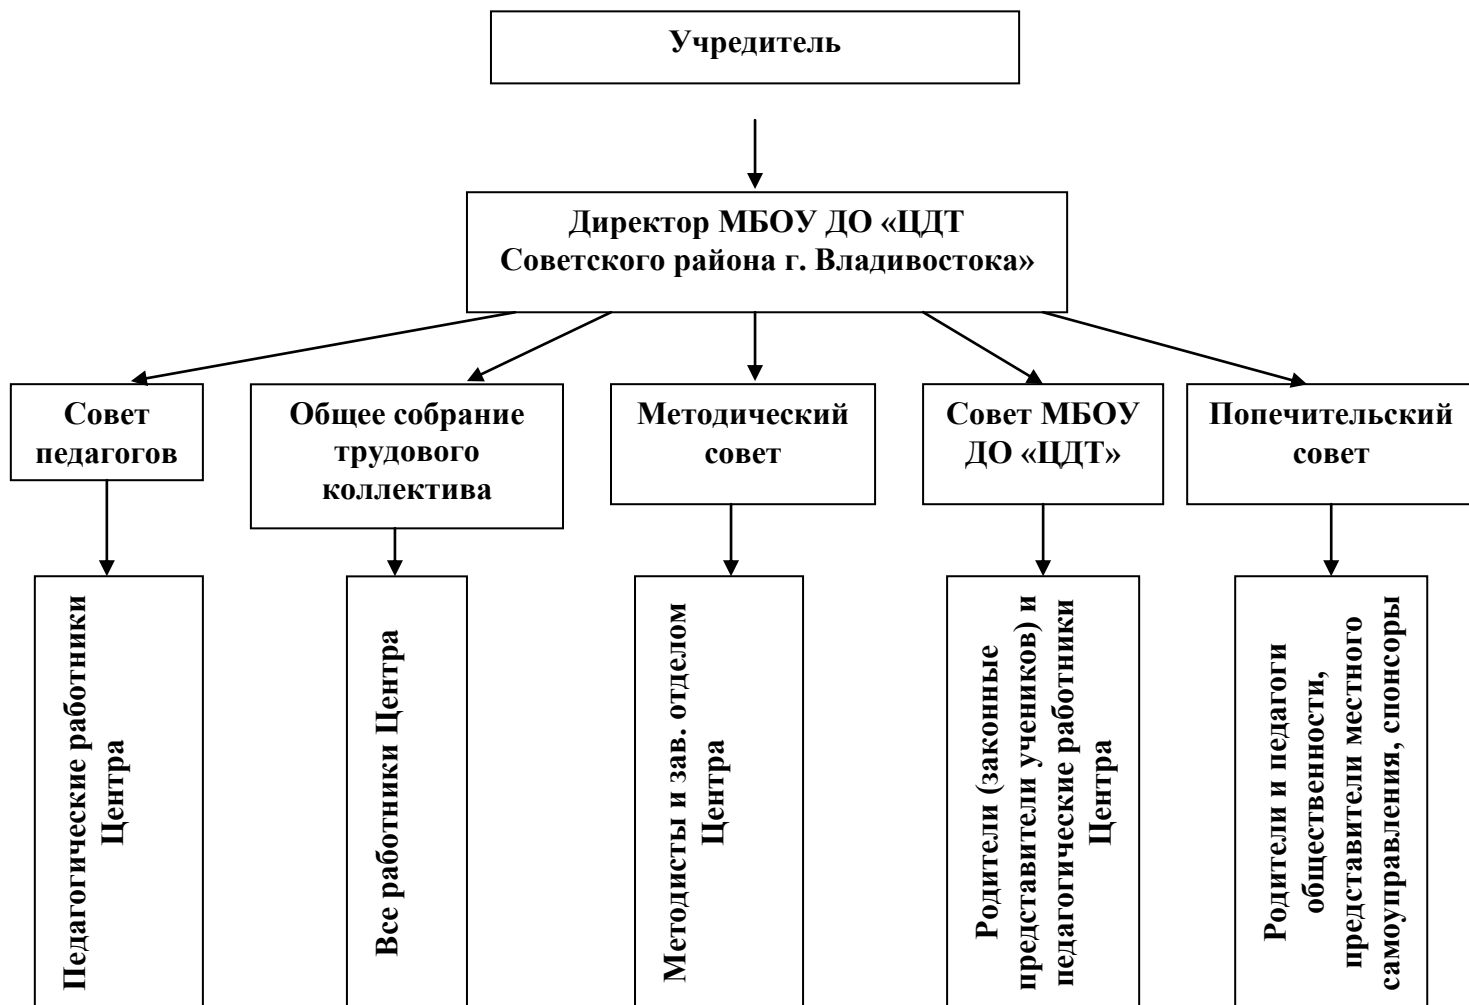 Учредитель
Директор МБОУ ДО «ЦДТ
Советского района г. Владивостока»
Совет
педагогов
Общее собрание
трудового
коллектива
Методический
совет
Совет МБОУ
ДО «ЦДТ»
Попечительский
совет
Педагогические работники
Центра
Все работники Центра
Методисты и зав. отделом
Центра
Родители (законные
представители учеников) и
педагогические работники
Центра
Родители и педагоги
общественности,
представители местного
самоуправления, спонсоры